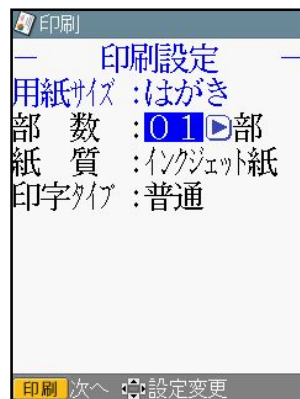 印刷
― 印刷設定 ―
用紙サイズ:はがき
部 数 :01部
紙 質 :インクジェット紙
印字タイプ:普通
印刷 次へ 設定変更